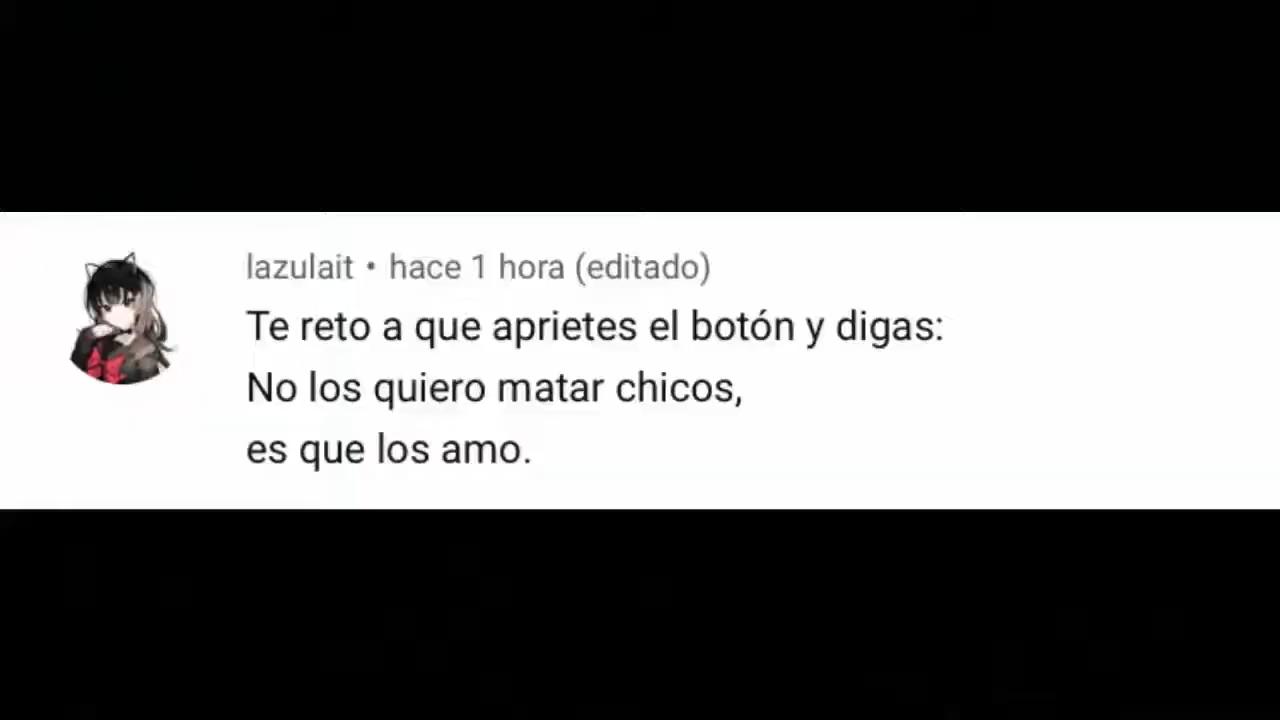 lazulait • hace 1 hora (editado)
Te reto a que aprietes el botón y digas:
No los quiero matar chicos,
es que los amo.